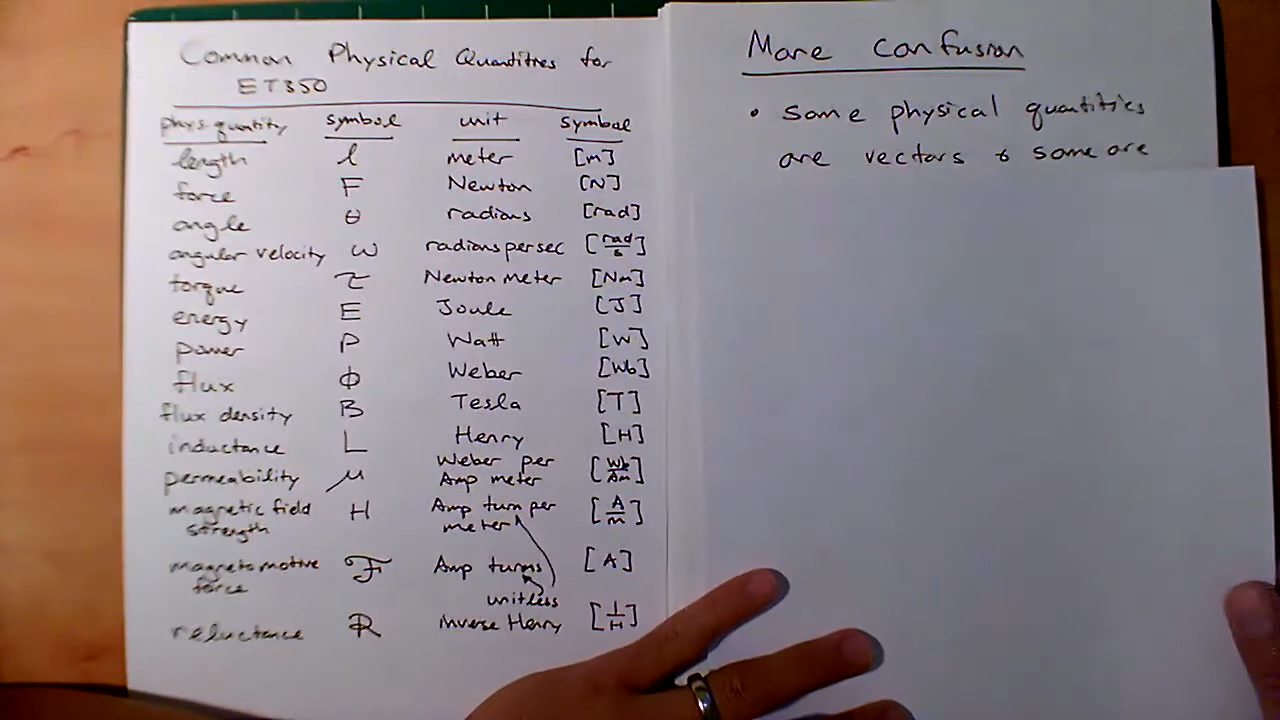 Common Physical Quantities for
ET350
phys. quantity symbol unit symbol
length l meter [m]
force F Newton [N]
angle θ radians [rad]
angular velocity ω radians per sec [rad/s]
torque τ Newton meter [Nm]
energy E Joule [J]
power P Watt [W]
flux ϕ Weber [Wb]
flux density B Tesla [T]
inductance L Henry [H]
permeability μ Weber per Amp meter [Wb/Am]
magnetic field strength H Amp turn per meter [A/m]
magnetomotive force ℱ Amp turns [A]
unitless
reluctance R Inverse Henry [1/H]
More confusion
• Some physical quantities
are vectors & some are